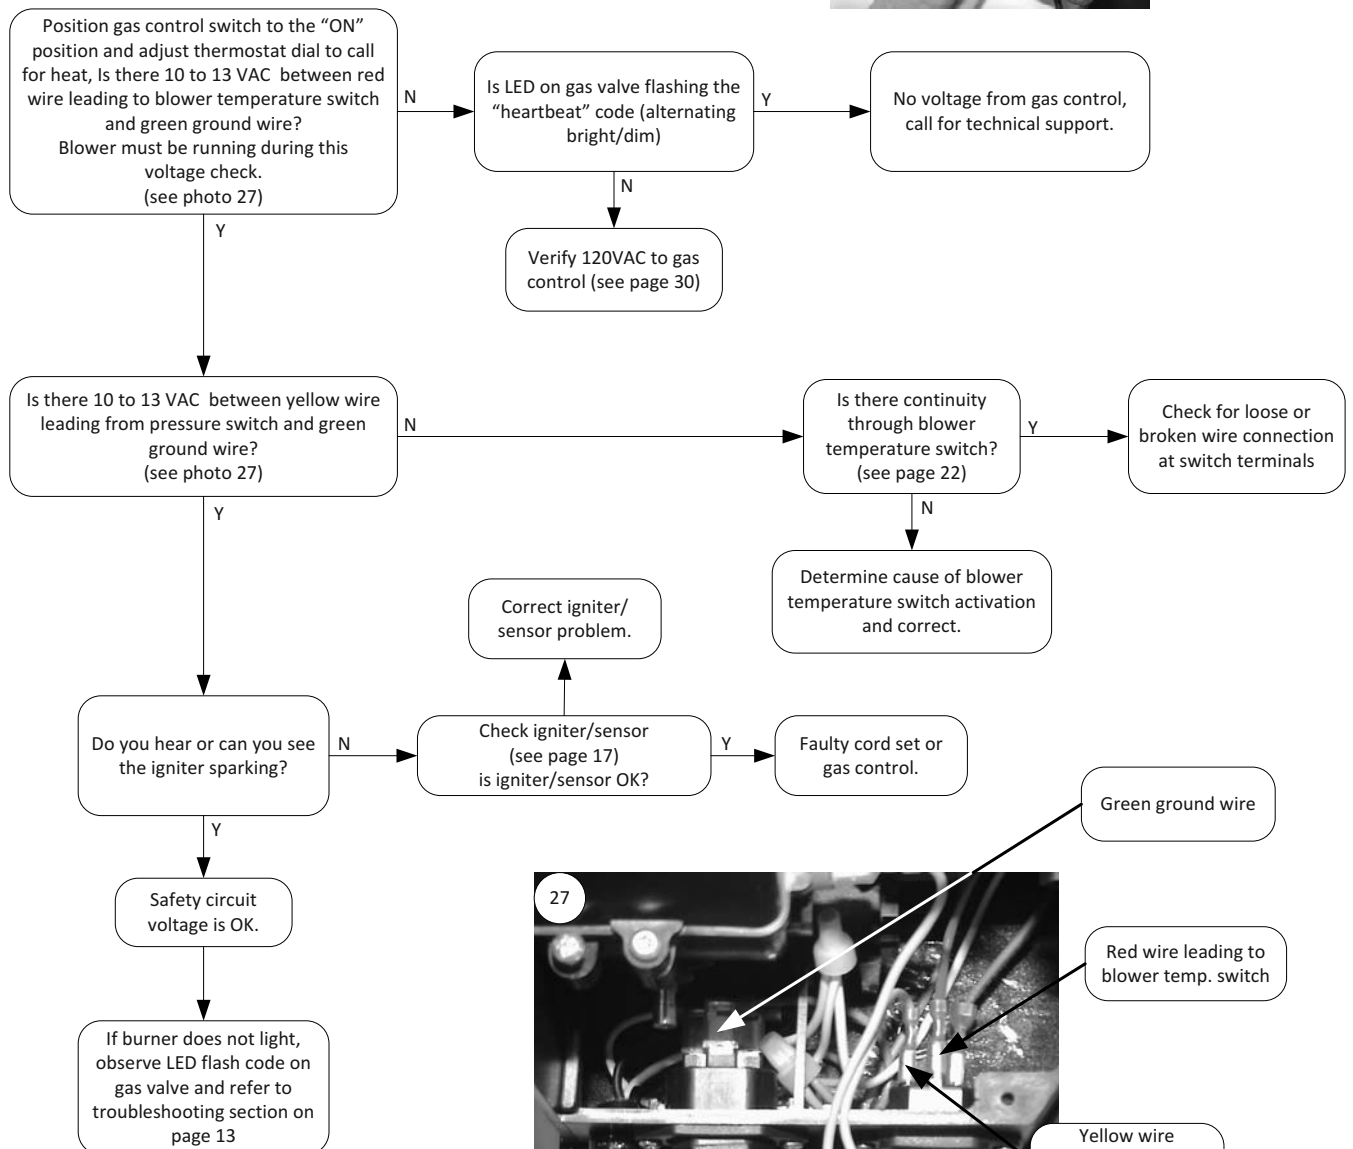 Position gas control switch to the “ON”
position and adjust thermostat dial to call
for heat, Is there 10 to 13 VAC between red
wire leading to blower temperature switch
and green ground wire?
Blower must be running during this
voltage check.
(see photo 27)
N
Is LED on gas valve flashing the
“heartbeat” code (alternating
bright/dim)
Y
No voltage from gas control,
call for technical support.
N
Verify 120VAC to gas
control (see page 30)
Y
Is there 10 to 13 VAC between yellow wire
leading from pressure switch and green
ground wire?
(see photo 27)
N
Is there continuity
through blower
temperature switch?
(see page 22)
Y
Check for loose or
broken wire connection
at switch terminals
N
Determine cause of blower
temperature switch activation
and correct.
Y
Correct igniter/
sensor problem.
Do you hear or can you see
the igniter sparking?
N
Check igniter/sensor
(see page 17)
is igniter/sensor OK?
Y
Faulty cord set or
gas control.
Y
Safety circuit
voltage is OK.
If burner does not light,
observe LED flash code on
gas valve and refer to
troubleshooting section on
page 13
27
Green ground wire
Red wire leading to
blower temp. switch
Yellow wire